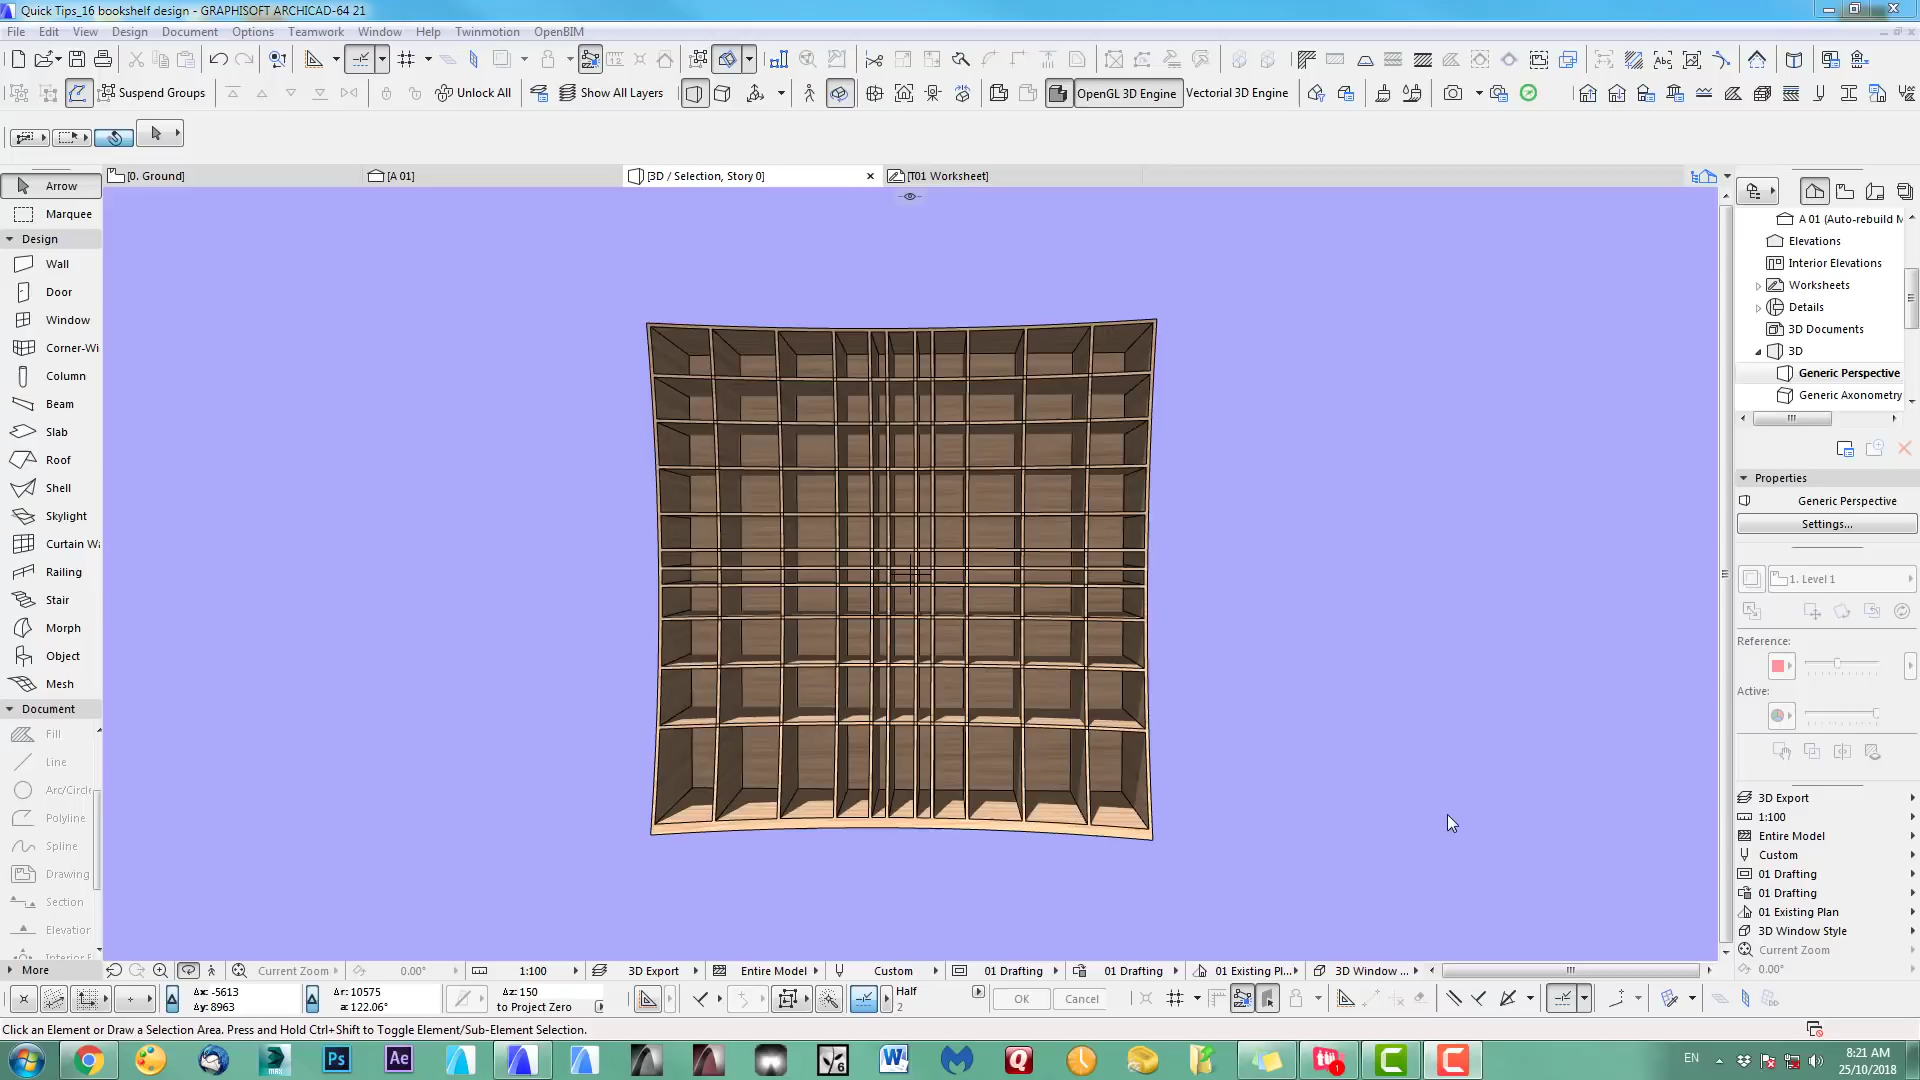 Quick Tips_16 bookshelf design - GRAPHISOFT ARCHICAD-64 21
File Edit View Design Document Options Teamwork Window Help Twinmotion OpenBIM
Suspend Groups Unlock All Show All Layers OpenGL 3D Engine Vectorial 3D Engine
[0. Ground] [A 01] [3D / Selection, Story 0] [T01 Worksheet]
Arrow
Marquee
Design
Wall
Door
Window
Corner-Wi
Column
Beam
Slab
Roof
Shell
Skylight
Curtain Wa
Railing
Stair
Morph
Object
Mesh
Document
Fill
Line
Arc/Circle
Polyline
Spline
Drawing
Section
Elevation
Interior E
More
A 01 (Auto-rebuild M
Elevations
Interior Elevations
Worksheets
Details
3D Documents
3D
Generic Perspective
Generic Axonometry
Properties
Generic Perspective
Settings...
1. Level 1
Reference:
Active:
3D Export
1:100
Entire Model
Custom
01 Drafting
01 Drafting
01 Existing Plan
3D Window Style
Current Zoom
0.00°
Current Zoom 0.00° 1:100 3D Export Entire Model Custom 01 Drafting 01 Drafting 01 Existing Pl... 3D Window ...
Δx: -5613 Δr: 10575 Δz: 150 Half
Δy: 8963 a: 122.06° to Project Zero 2 OK Cancel
Click an Element or Draw a Selection Area. Press and Hold Ctrl+Shift to Toggle Element/Sub-Element Selection.
MAX Ps Ae 6 W Q 1 C C
EN 8:21 AM
25/10/2018